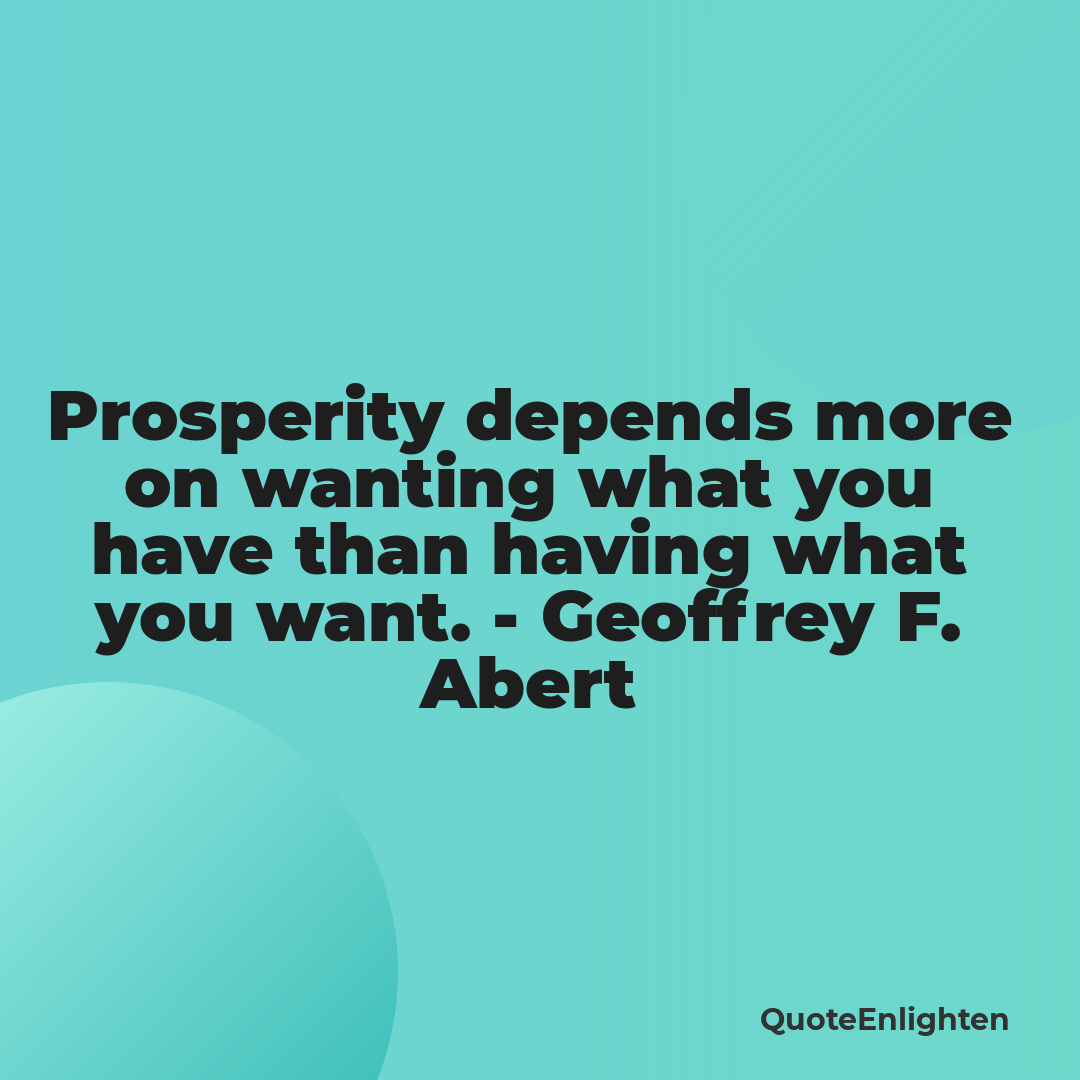 Prosperity depends more
on wanting what you
have than having what
you want. - Geoffrey F.
Abert
QuoteEnlighten